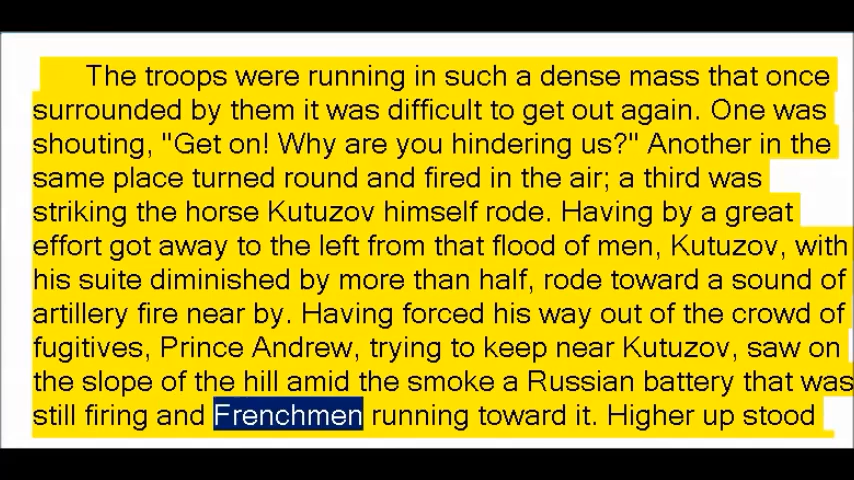 The troops were running in such a dense mass that once
surrounded by them it was difficult to get out again. One was
shouting, "Get on! Why are you hindering us?" Another in the
same place turned round and fired in the air; a third was
striking the horse Kutuzov himself rode. Having by a great
effort got away to the left from that flood of men, Kutuzov, with
his suite diminished by more than half, rode toward a sound of
artillery fire near by. Having forced his way out of the crowd of
fugitives, Prince Andrew, trying to keep near Kutuzov, saw on
the slope of the hill amid the smoke a Russian battery that was
still firing and Frenchmen running toward it. Higher up stood